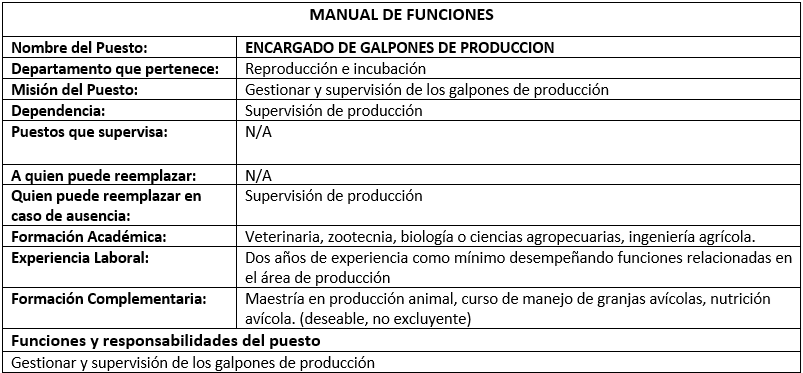 MANUAL DE FUNCIONES
Nombre del Puesto: ENCARGADO DE GALPONES DE PRODUCCION
Departamento que pertenece: Reproducción e incubación
Misión del Puesto: Gestionar y supervisión de los galpones de producción
Dependencia: Supervisión de producción
Puestos que supervisa: N/A
A quien puede reemplazar: N/A
Quien puede reemplazar en Supervisión de producción
caso de ausencia:
Formación Académica: Veterinaria, zootecnia, biología o ciencias agropecuarias, ingeniería agrícola.
Experiencia Laboral: Dos años de experiencia como mínimo desempeñando funciones relacionadas en
el área de producción
Formación Complementaria: Maestría en producción animal, curso de manejo de granjas avícolas, nutrición
avícola. (deseable, no excluyente)
Funciones y responsabilidades del puesto
Gestionar y supervisión de los galpones de producción